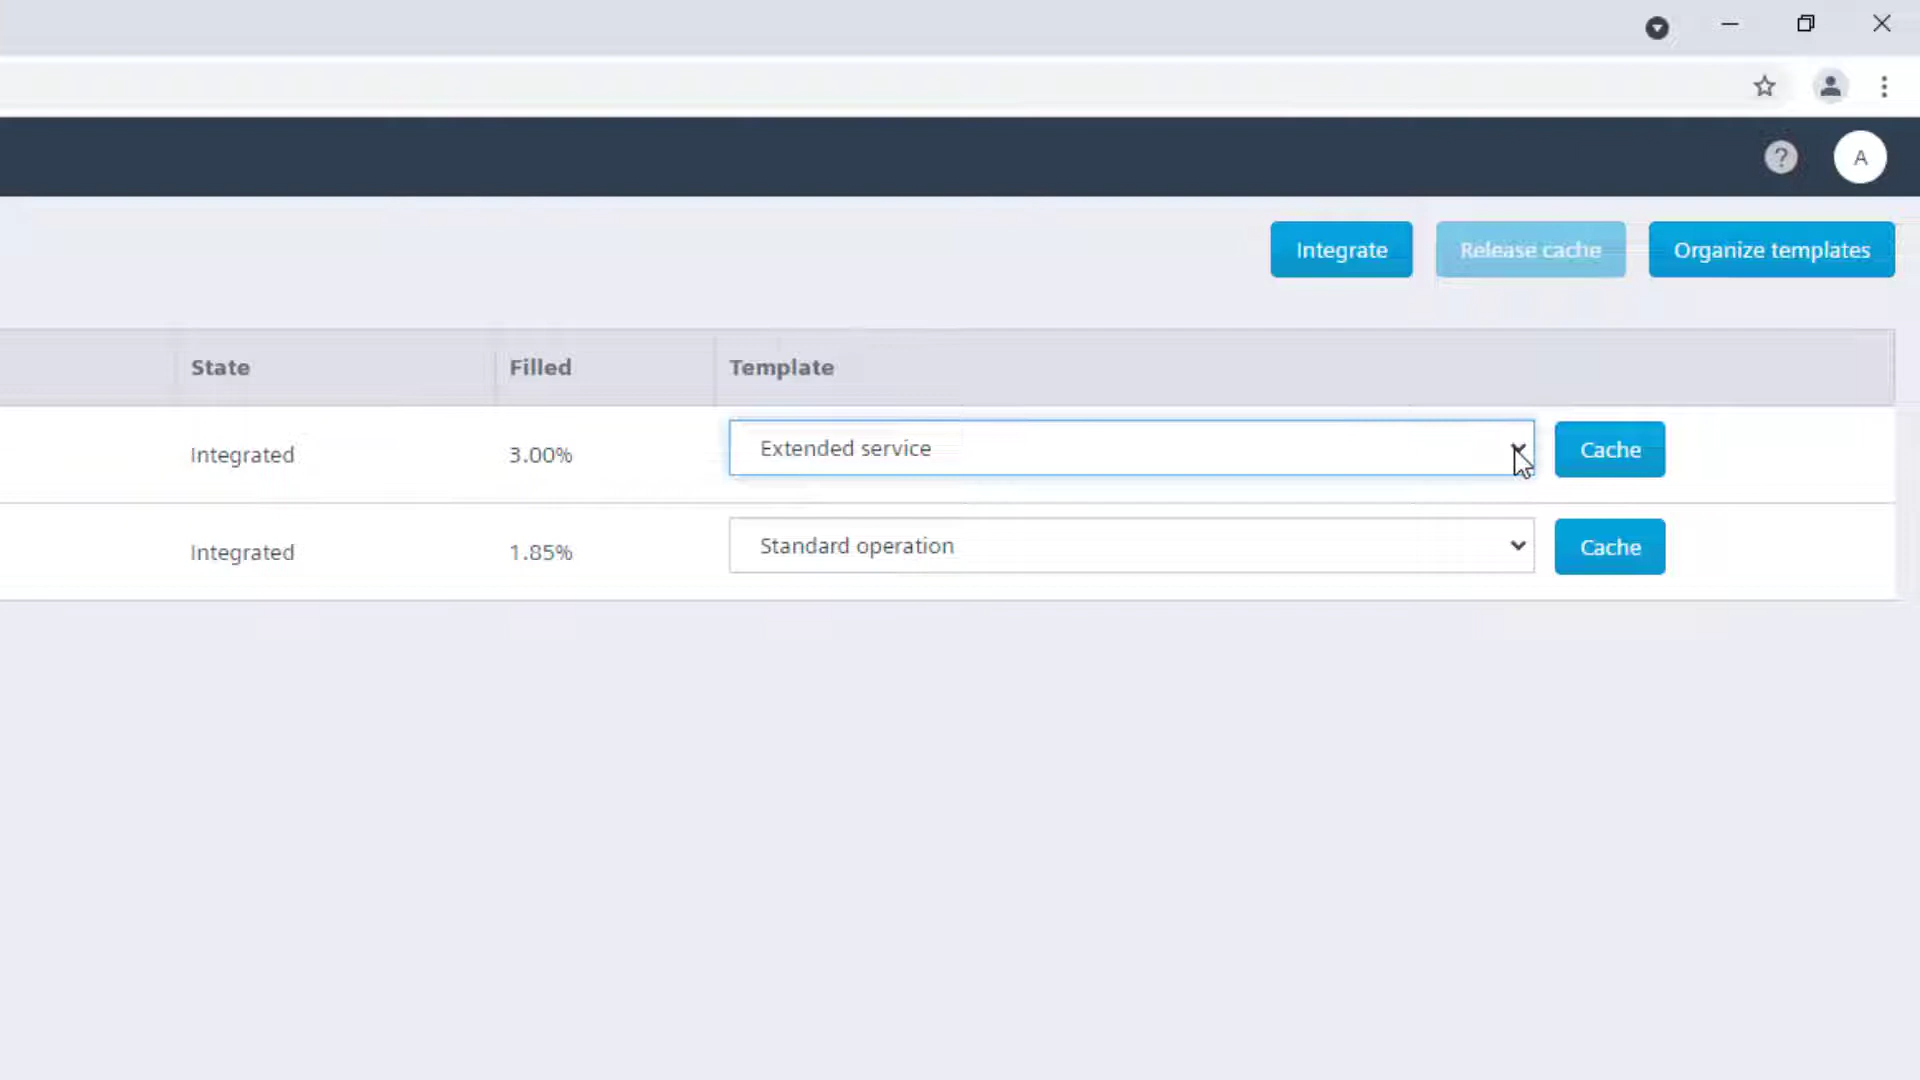 ?
A
Integrate
Release cache
Organize templates
State
Filled
Template
Integrated
3.00%
Extended service
Cache
Integrated
1.85%
Standard operation
Cache